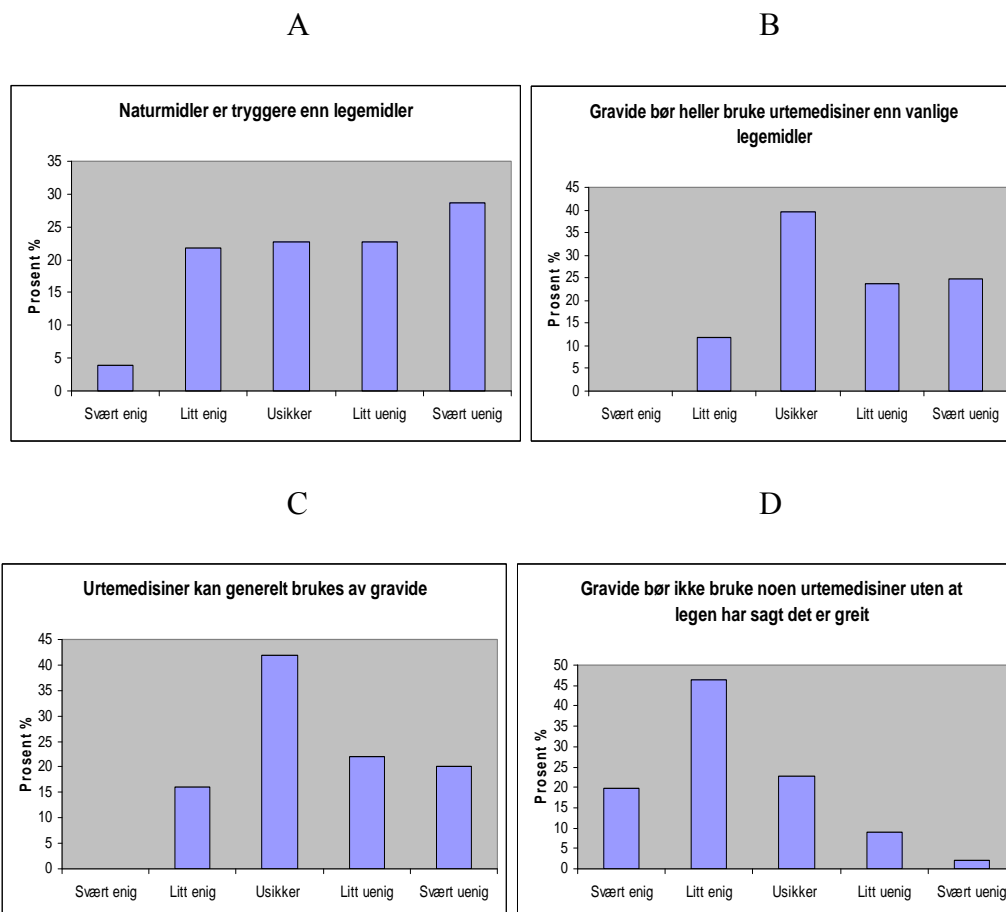 A
B
Naturmidler er tryggere enn legemidler
35
30
25
20
15
10
5
0
Prosent %
Svært enig Litt enig Usikker Litt uenig Svært uenig
Gravide bør heller bruke urtemedisiner enn vanlige
legemidler
45
40
35
30
25
20
15
10
5
0
Prosent %
Svært enig Litt enig Usikker Litt uenig Svært uenig
C
D
Urtemedisiner kan generelt brukes av gravide
45
40
35
30
25
20
15
10
5
0
Prosent %
Svært enig Litt enig Usikker Litt uenig Svært uenig
Gravide bør ikke bruke noen urtemedisiner uten at
legen har sagt det er greit
50
45
40
35
30
25
20
15
10
5
0
Prosent %
Svært enig Litt enig Usikker Litt uenig Svært uenig